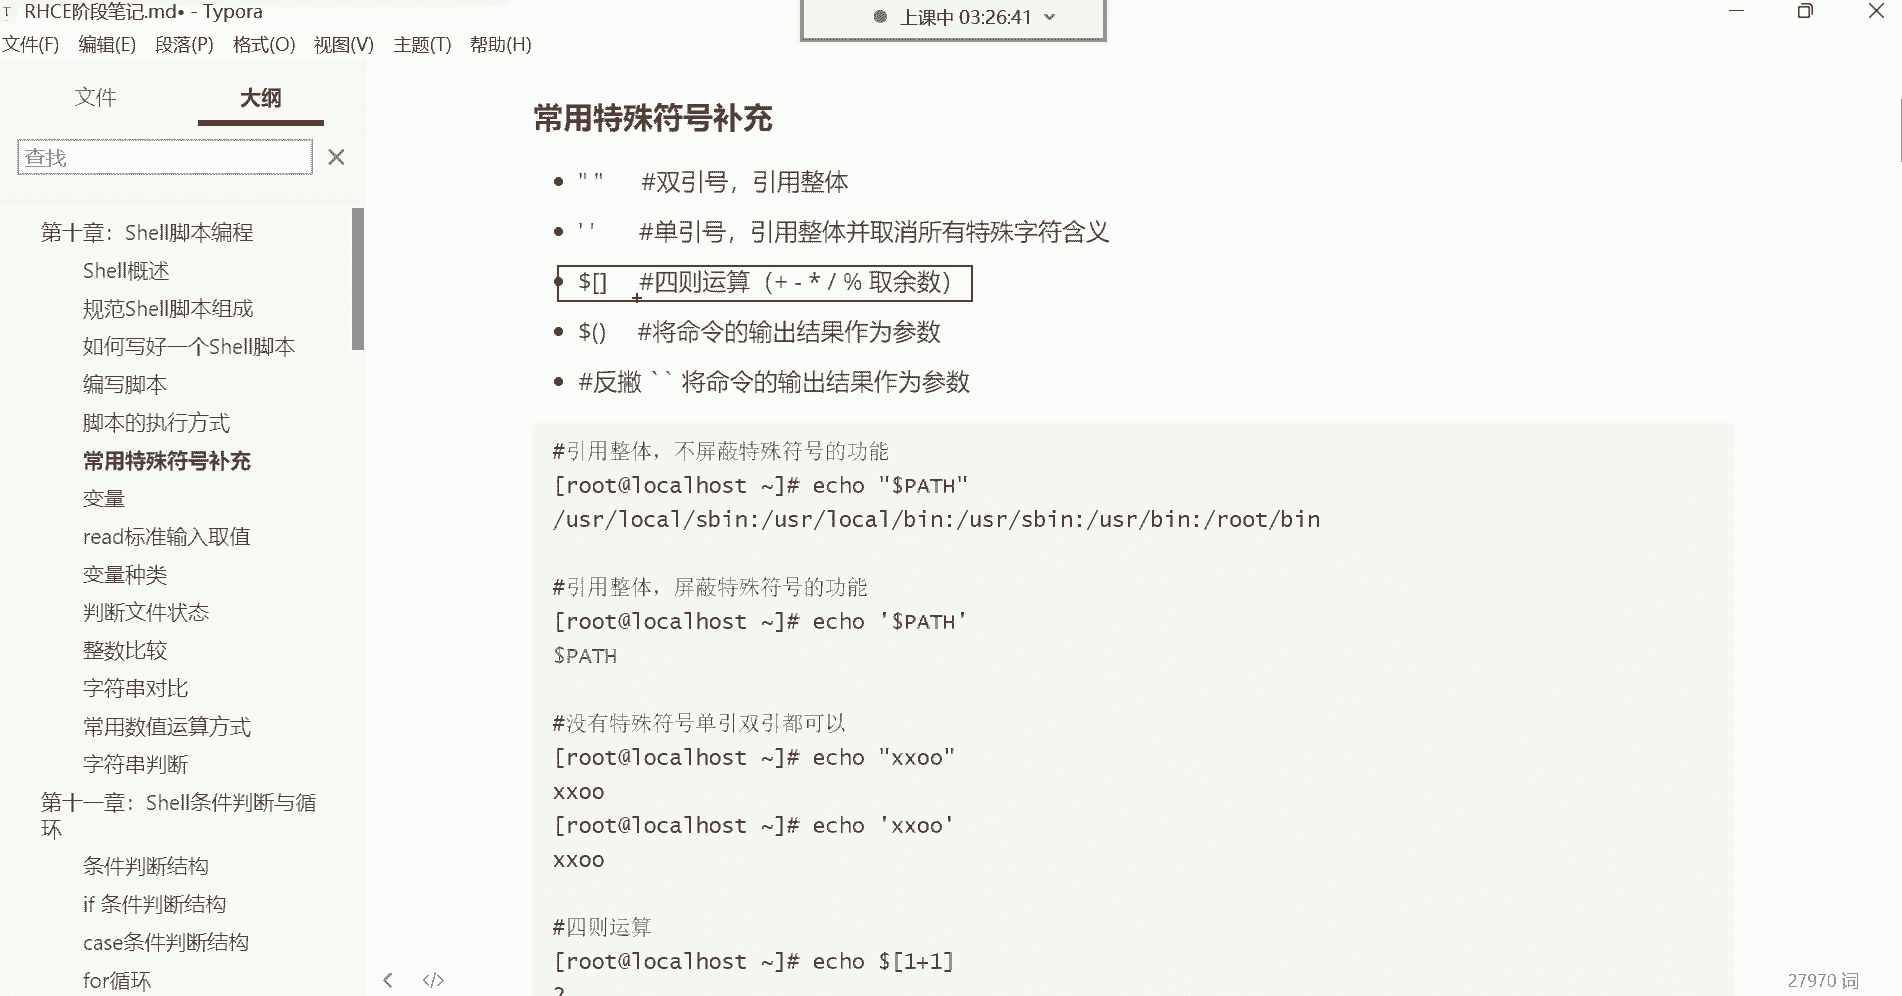 RHCE阶段笔记.md• - Typora
上课中 03:26:41
文件(F) 编辑(E) 段落(P) 格式(O) 视图(V) 主题(T) 帮助(H)
文件 大纲
查找
第十章：Shell脚本编程
Shell概述
规范Shell脚本组成
如何写好一个Shell脚本
编写脚本
脚本的执行方式
常用特殊符号补充
变量
read标准输入取值
变量种类
判断文件状态
整数比较
字符串对比
常用数值运算方式
字符串判断
第十一章：Shell条件判断与循
环
条件判断结构
if 条件判断结构
case条件判断结构
for循环
常用特殊符号补充
• " " #双引号，引用整体
• ' ' #单引号，引用整体并取消所有特殊字符含义
• $[] #四则运算（+ - * / % 取余数）
• $() #将命令的输出结果作为参数
• #反撇 ` ` 将命令的输出结果作为参数
#引用整体，不屏蔽特殊符号的功能
[root@localhost ~]# echo "$PATH"
/usr/local/sbin:/usr/local/bin:/usr/sbin:/usr/bin:/root/bin
#引用整体，屏蔽特殊符号的功能
[root@localhost ~]# echo '$PATH'
$PATH
#没有特殊符号单引双引都可以
[root@localhost ~]# echo "xxoo"
xxoo
[root@localhost ~]# echo 'xxoo'
xxoo
#四则运算
[root@localhost ~]# echo $[1+1]
2
27970 词